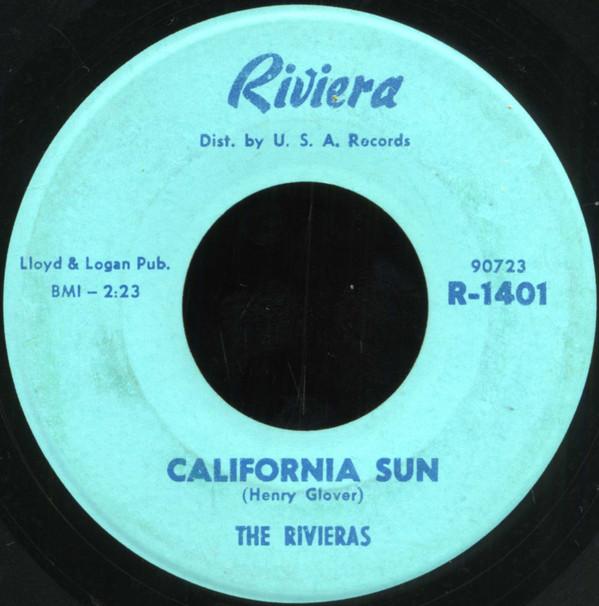 Riviera
Dist. by U. S. A. Records
Lloyd & Logan Pub.
BMI – 2:23
90723
R-1401
CALIFORNIA SUN
(Henry Glover)
THE RIVIERAS